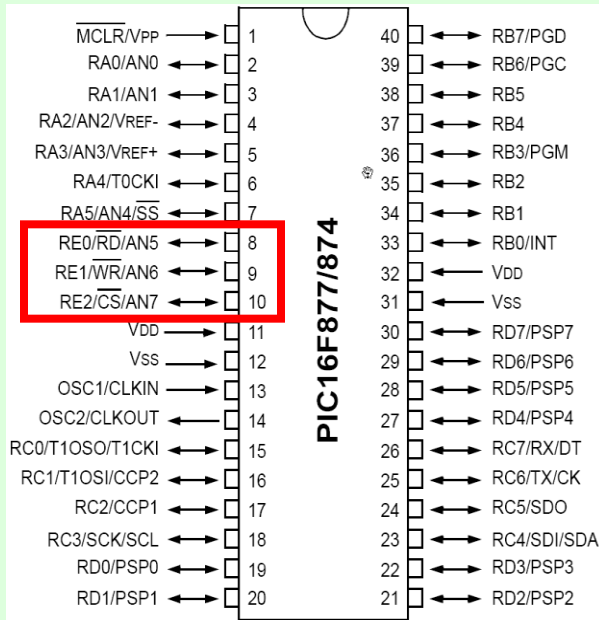 MCLR/VPP 1
RA0/AN0 2
RA1/AN1 3
RA2/AN2/VREF- 4
RA3/AN3/VREF+ 5
RA4/T0CKI 6
RA5/AN4/SS 7
RE0/RD/AN5 8
RE1/WR/AN6 9
RE2/CS/AN7 10
VDD 11
VSS 12
OSC1/CLKIN 13
OSC2/CLKOUT 14
RC0/T1OSO/T1CKI 15
RC1/T1OSI/CCP2 16
RC2/CCP1 17
RC3/SCK/SCL 18
RD0/PSP0 19
RD1/PSP1 20
PIC16F877/874
40 RB7/PGD
39 RB6/PGC
38 RB5
37 RB4
36 RB3/PGM
35 RB2
34 RB1
33 RB0/INT
32 VDD
31 VSS
30 RD7/PSP7
29 RD6/PSP6
28 RD5/PSP5
27 RD4/PSP4
26 RC7/RX/DT
25 RC6/TX/CK
24 RC5/SDO
23 RC4/SDI/SDA
22 RD3/PSP3
21 RD2/PSP2